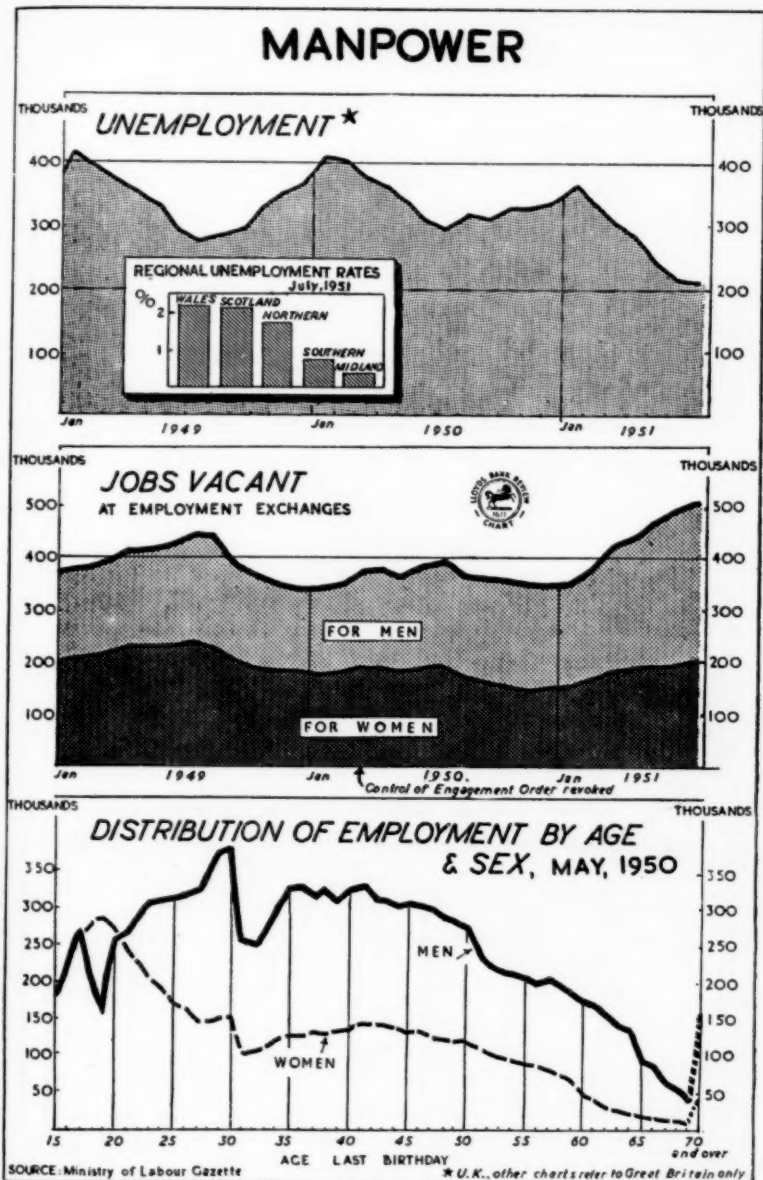 MANPOWER
THOUSANDS THOUSANDS
UNEMPLOYMENT *
400 400
300 300
REGIONAL UNEMPLOYMENT RATES
July, 1951
% WALES SCOTLAND
2 NORTHERN
1 SOUTHERN
MIDLAND
200 200
100 100
Jan 1949 Jan 1950 Jan 1951
THOUSANDS THOUSANDS
JOBS VACANT
AT EMPLOYMENT EXCHANGES
LLOYDS BANK REVIEW
1677
CHART
500 500
400 400
300 300
FOR MEN
200 200
100 100
FOR WOMEN
Jan 1949 Jan 1950. Jan 1951
Control of Engagement Order revoked
THOUSANDS THOUSANDS
DISTRIBUTION OF EMPLOYMENT BY AGE
& SEX, MAY, 1950
350 350
300 300
250 250
MEN
200 200
150 150
100 100
WOMEN
50 50
15 20 25 30 35 40 45 50 55 60 65 70
AGE LAST BIRTHDAY and over
SOURCE: Ministry of Labour Gazette * U.K., other charts refer to Great Britain only